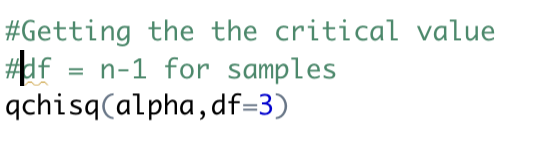 #Getting the the critical value
#df = n-1 for samples
qchisq(alpha,df=3)